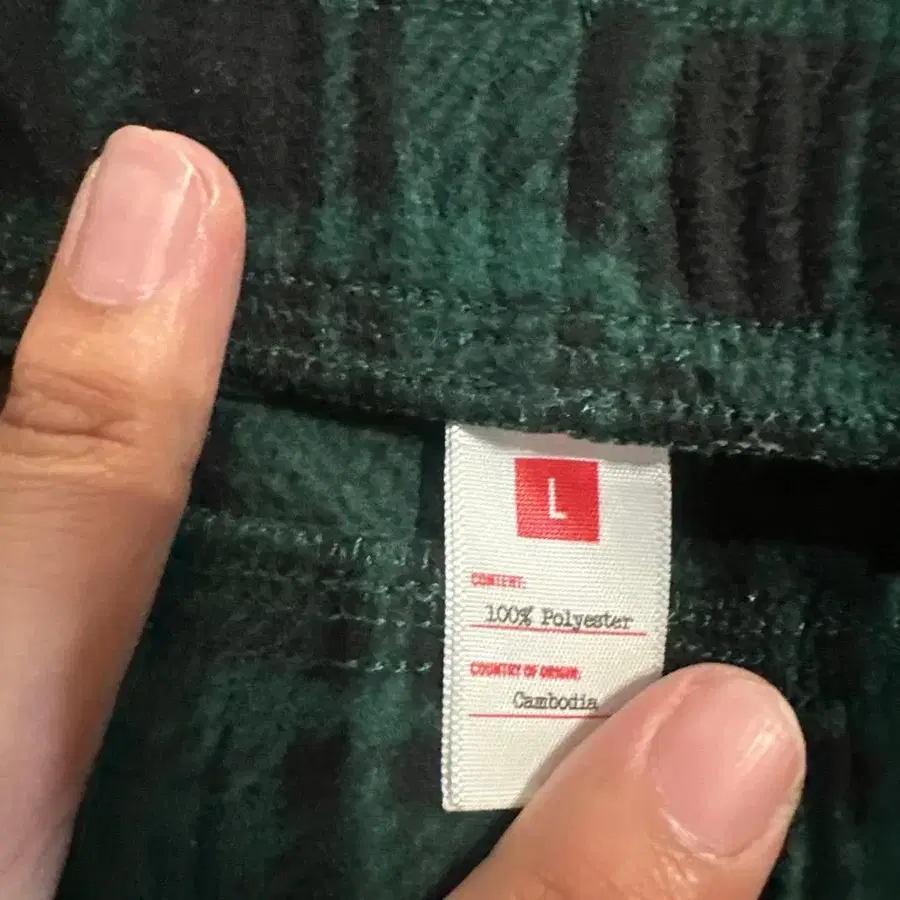 L
CONTENT:
100% Polyester
COUNTRY OF ORIGIN:
Cambodia